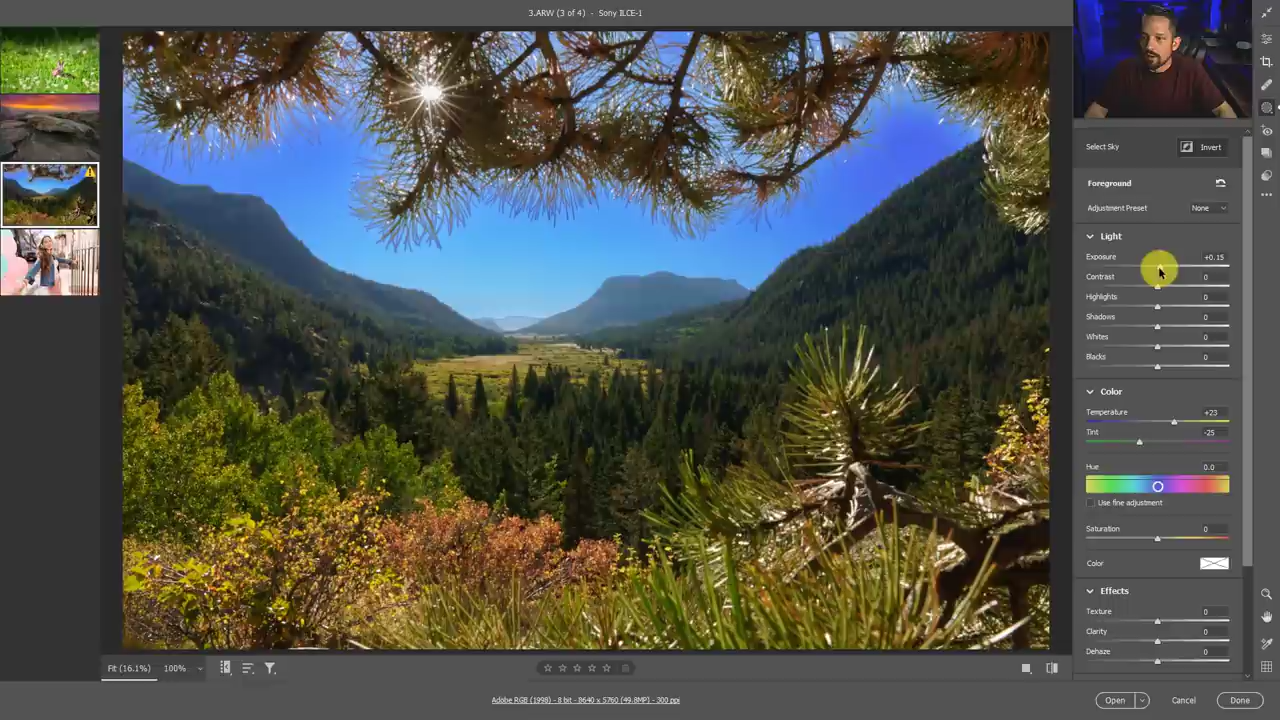 3.ARW (3 of 4) - Sony ILCE-1
Select Sky
Invert
Foreground
Adjustment Preset
None
Light
Exposure +0.15
Contrast 0
Highlights 0
Shadows 0
Whites 0
Blacks 0
Color
Temperature +23
Tint -25
Hue 0.0
Use fine adjustment
Saturation 0
Color
Effects
Texture 0
Clarity 0
Dehaze 0
Fit (16.1%) 100%
Adobe RGB (1998) - 8 bit - 8640 x 5760 (49.8MP) - 300 ppi
Open Cancel Done